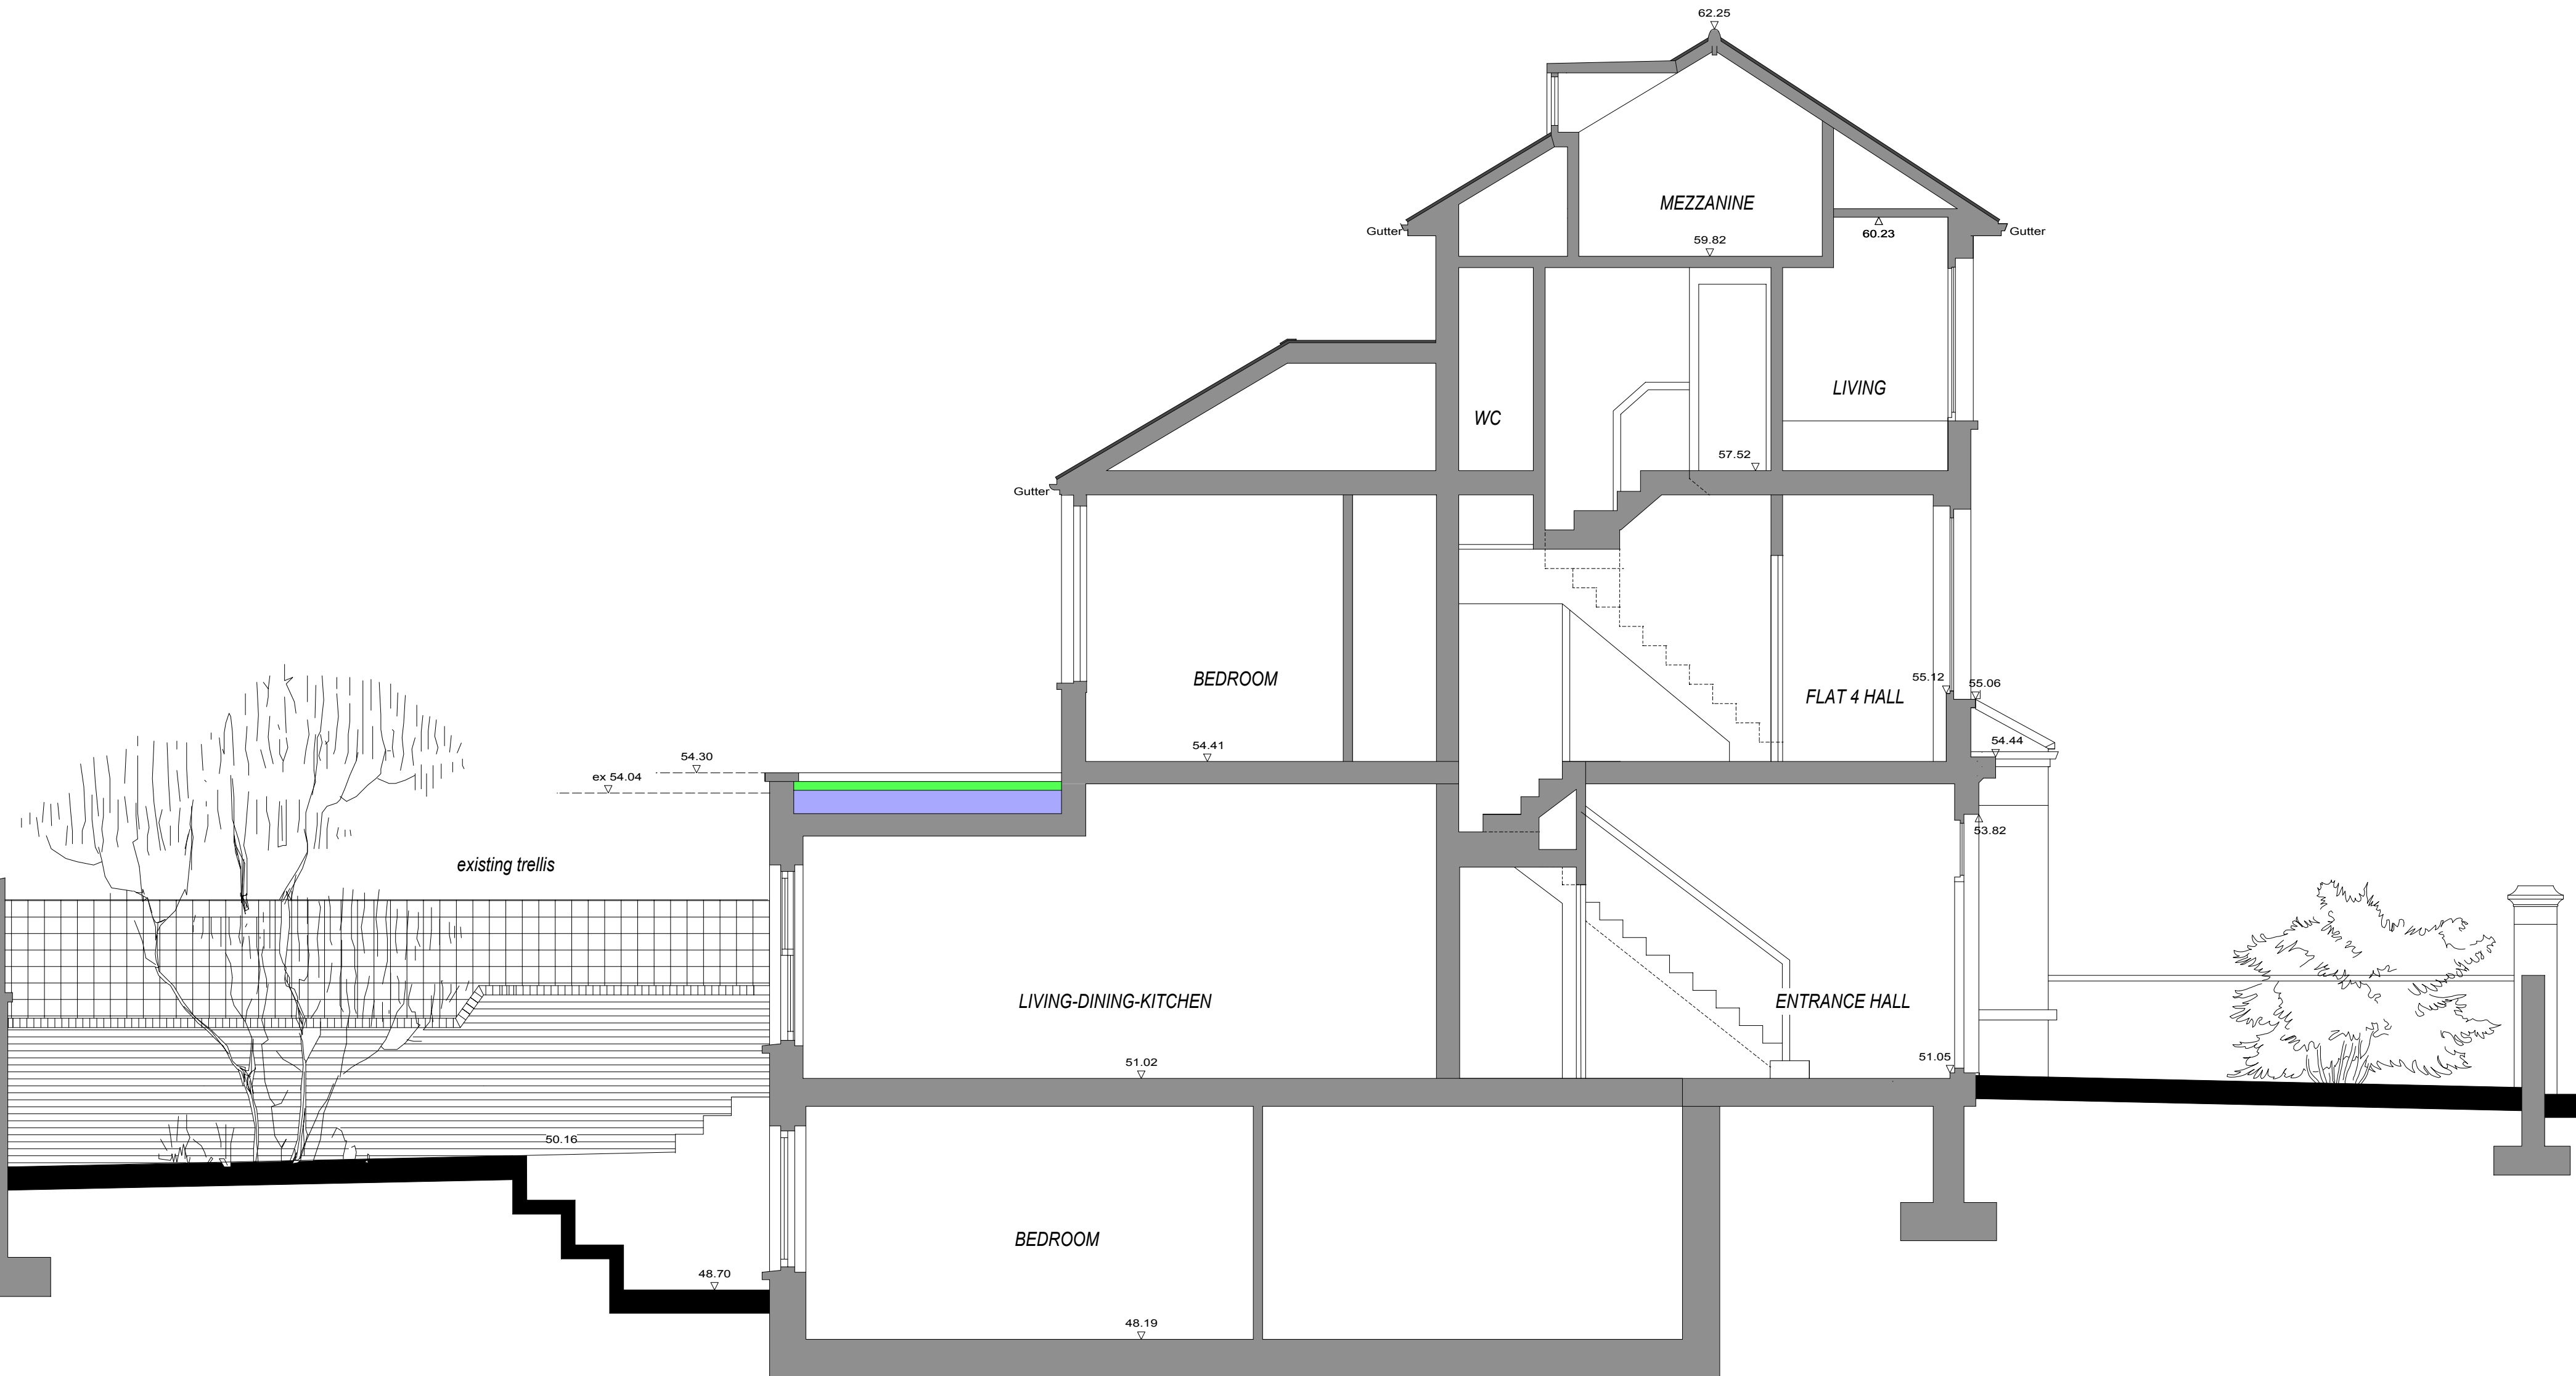 62.25
MEZZANINE
Gutter
60.23
Gutter
59.82
LIVING
WC
57.52
Gutter
BEDROOM
55.12
55.06
FLAT 4 HALL
54.41
54.44
54.30
ex 54.04
53.82
existing trellis
LIVING-DINING-KITCHEN
ENTRANCE HALL
51.02
51.05
50.16
BEDROOM
48.70
48.19